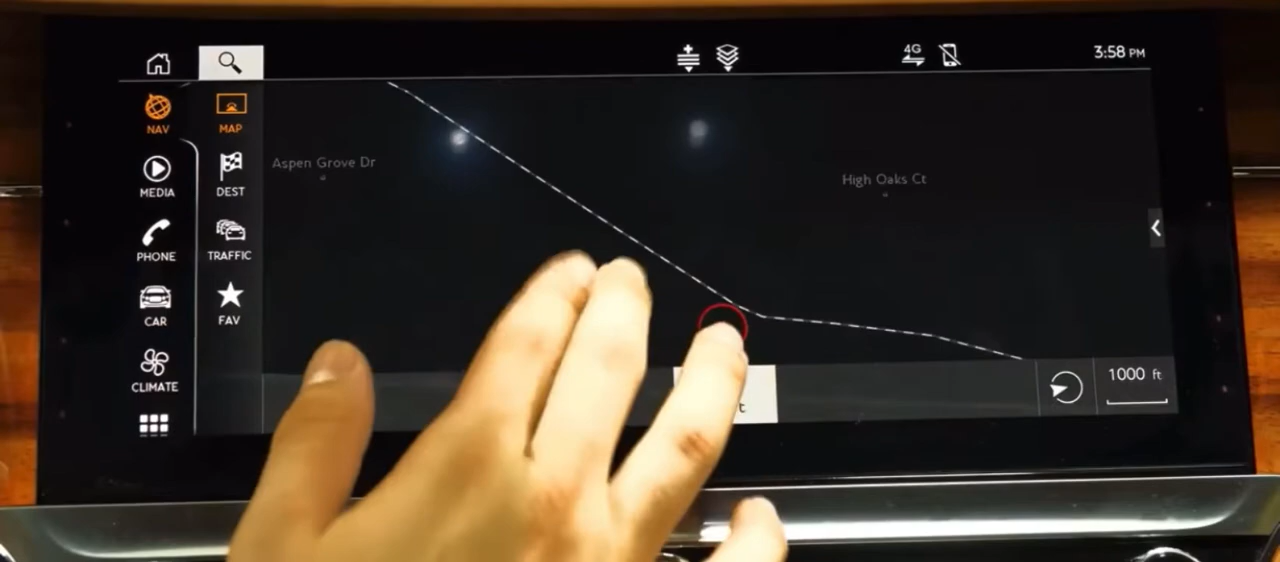 4G
3:58 PM
NAV
MAP
MEDIA
DEST
PHONE
TRAFFIC
CAR
FAV
CLIMATE
Aspen Grove Dr
High Oaks Ct
1000 ft